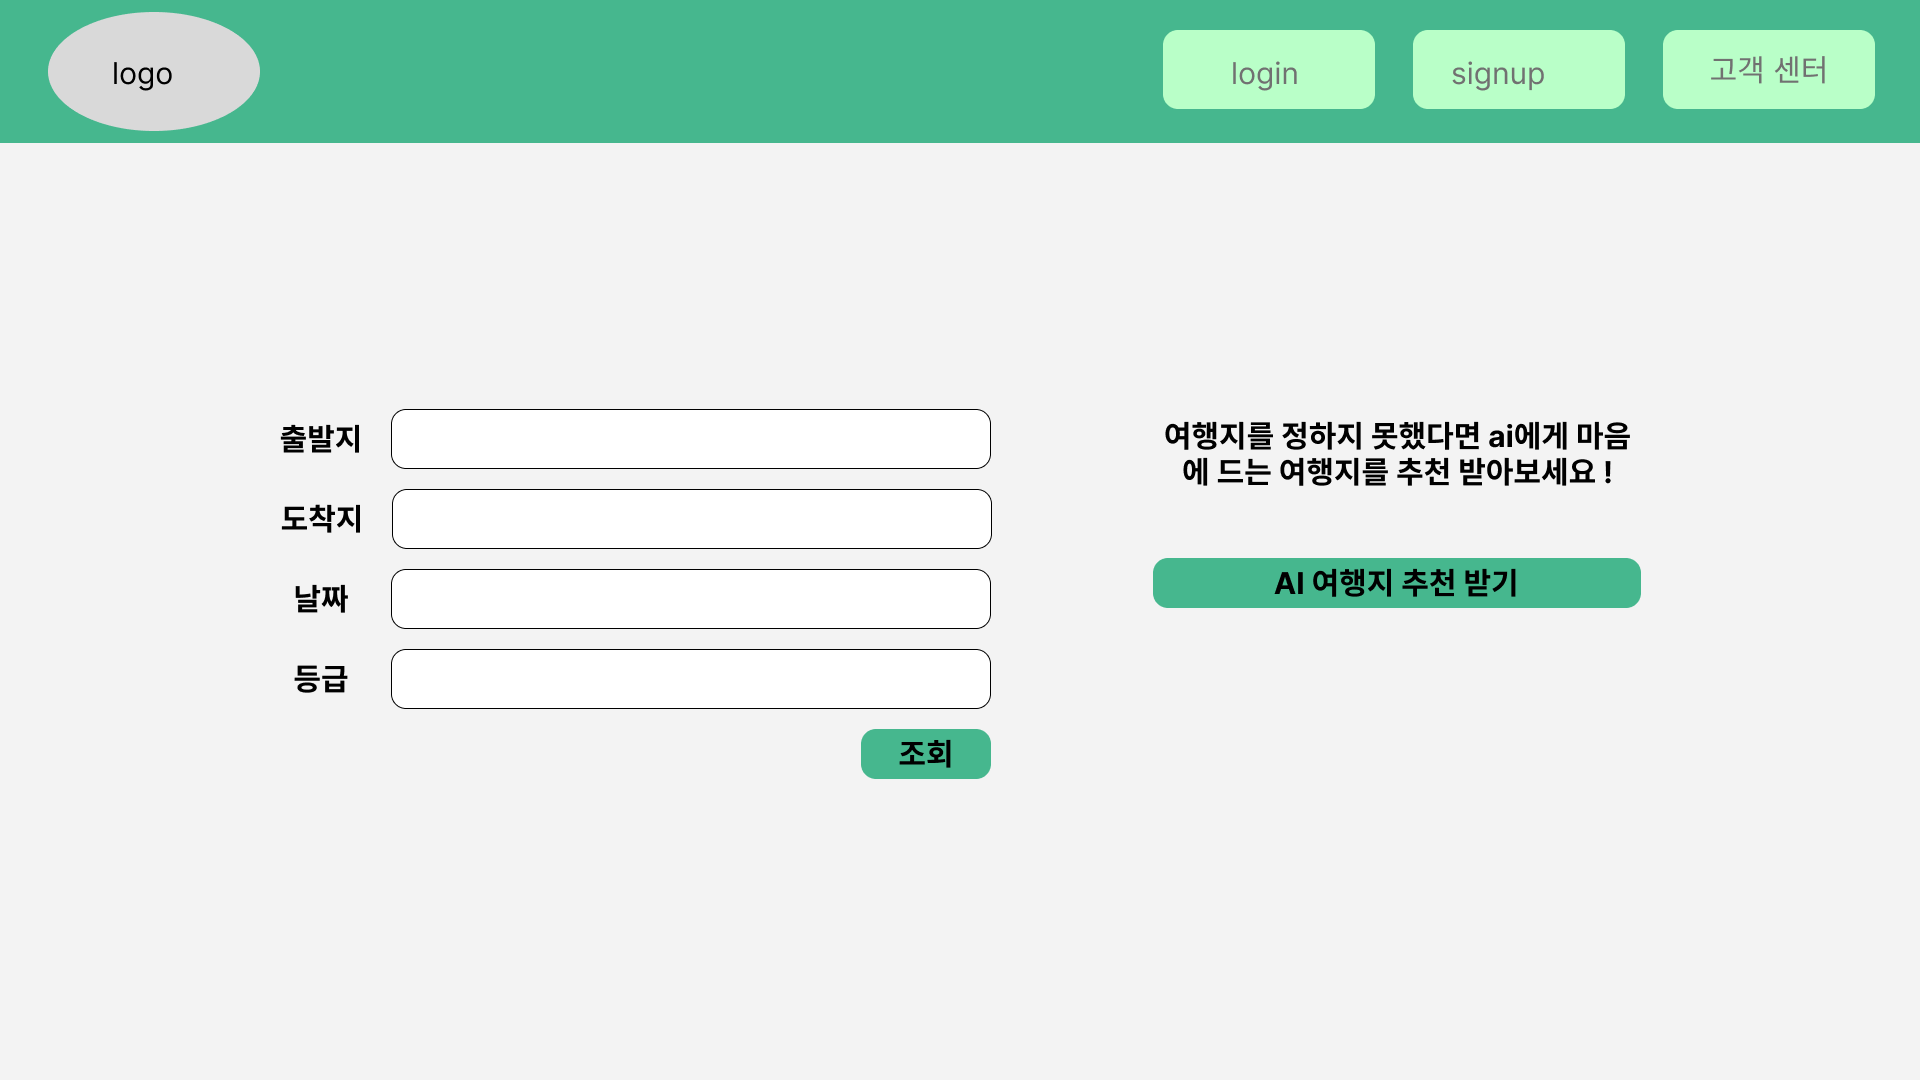 logo
login
signup
고객 센터
출발지
도착지
날짜
등급
조회
여행지를 정하지 못했다면 ai에게 마음
에 드는 여행지를 추천 받아보세요 !
AI 여행지 추천 받기